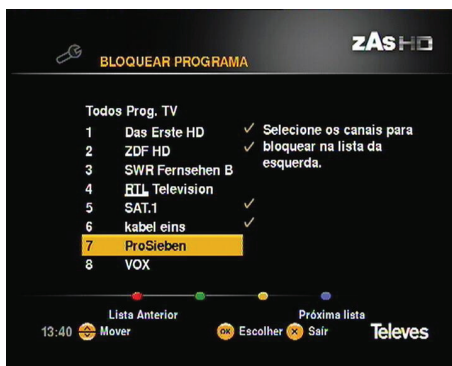 zAs HD
BLOQUEAR PROGRAMA
Todos Prog. TV
1 Das Erste HD ✓
2 ZDF HD ✓
3 SWR Fernsehen B
4 RTL Television
5 SAT.1 ✓
6 kabel eins ✓
7 ProSieben
8 VOX
Selecione os canais para
bloquear na lista da
esquerda.
Lista Anterior
Próxima lista
13:40
Mover
OK Escolher
X Sair
Televes